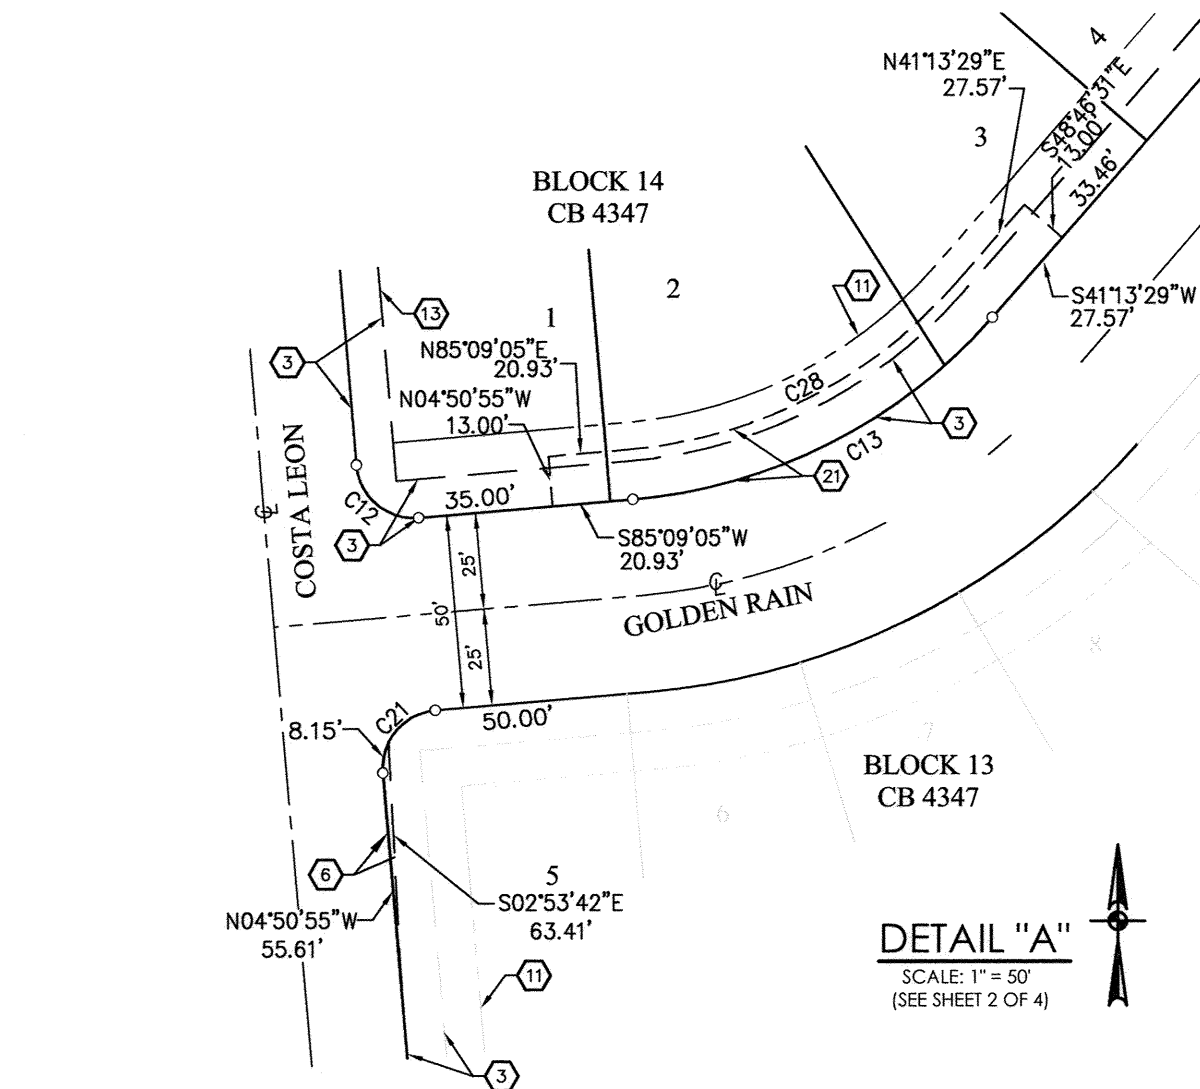 4
N41°13'29"E
27.57'
S48°46'31"E
13.00'
33.46'
3
BLOCK 14
CB 4347
2
11
S41°13'29"W
27.57'
13
1
3
N85°09'05"E
20.93'
N04°50'55"W
13.00'
C28
3
C13
21
COSTA LEON
C12
35.00'
3
S85°09'05"W
20.93'
25'
50'
GOLDEN RAIN
25'
8
C21
50.00'
8.15'
7
BLOCK 13
CB 4347
6
6
5
S02°53'42"E
63.41'
N04°50'55"W
55.61'
11
3
DETAIL "A"
SCALE: 1" = 50'
(SEE SHEET 2 OF 4)